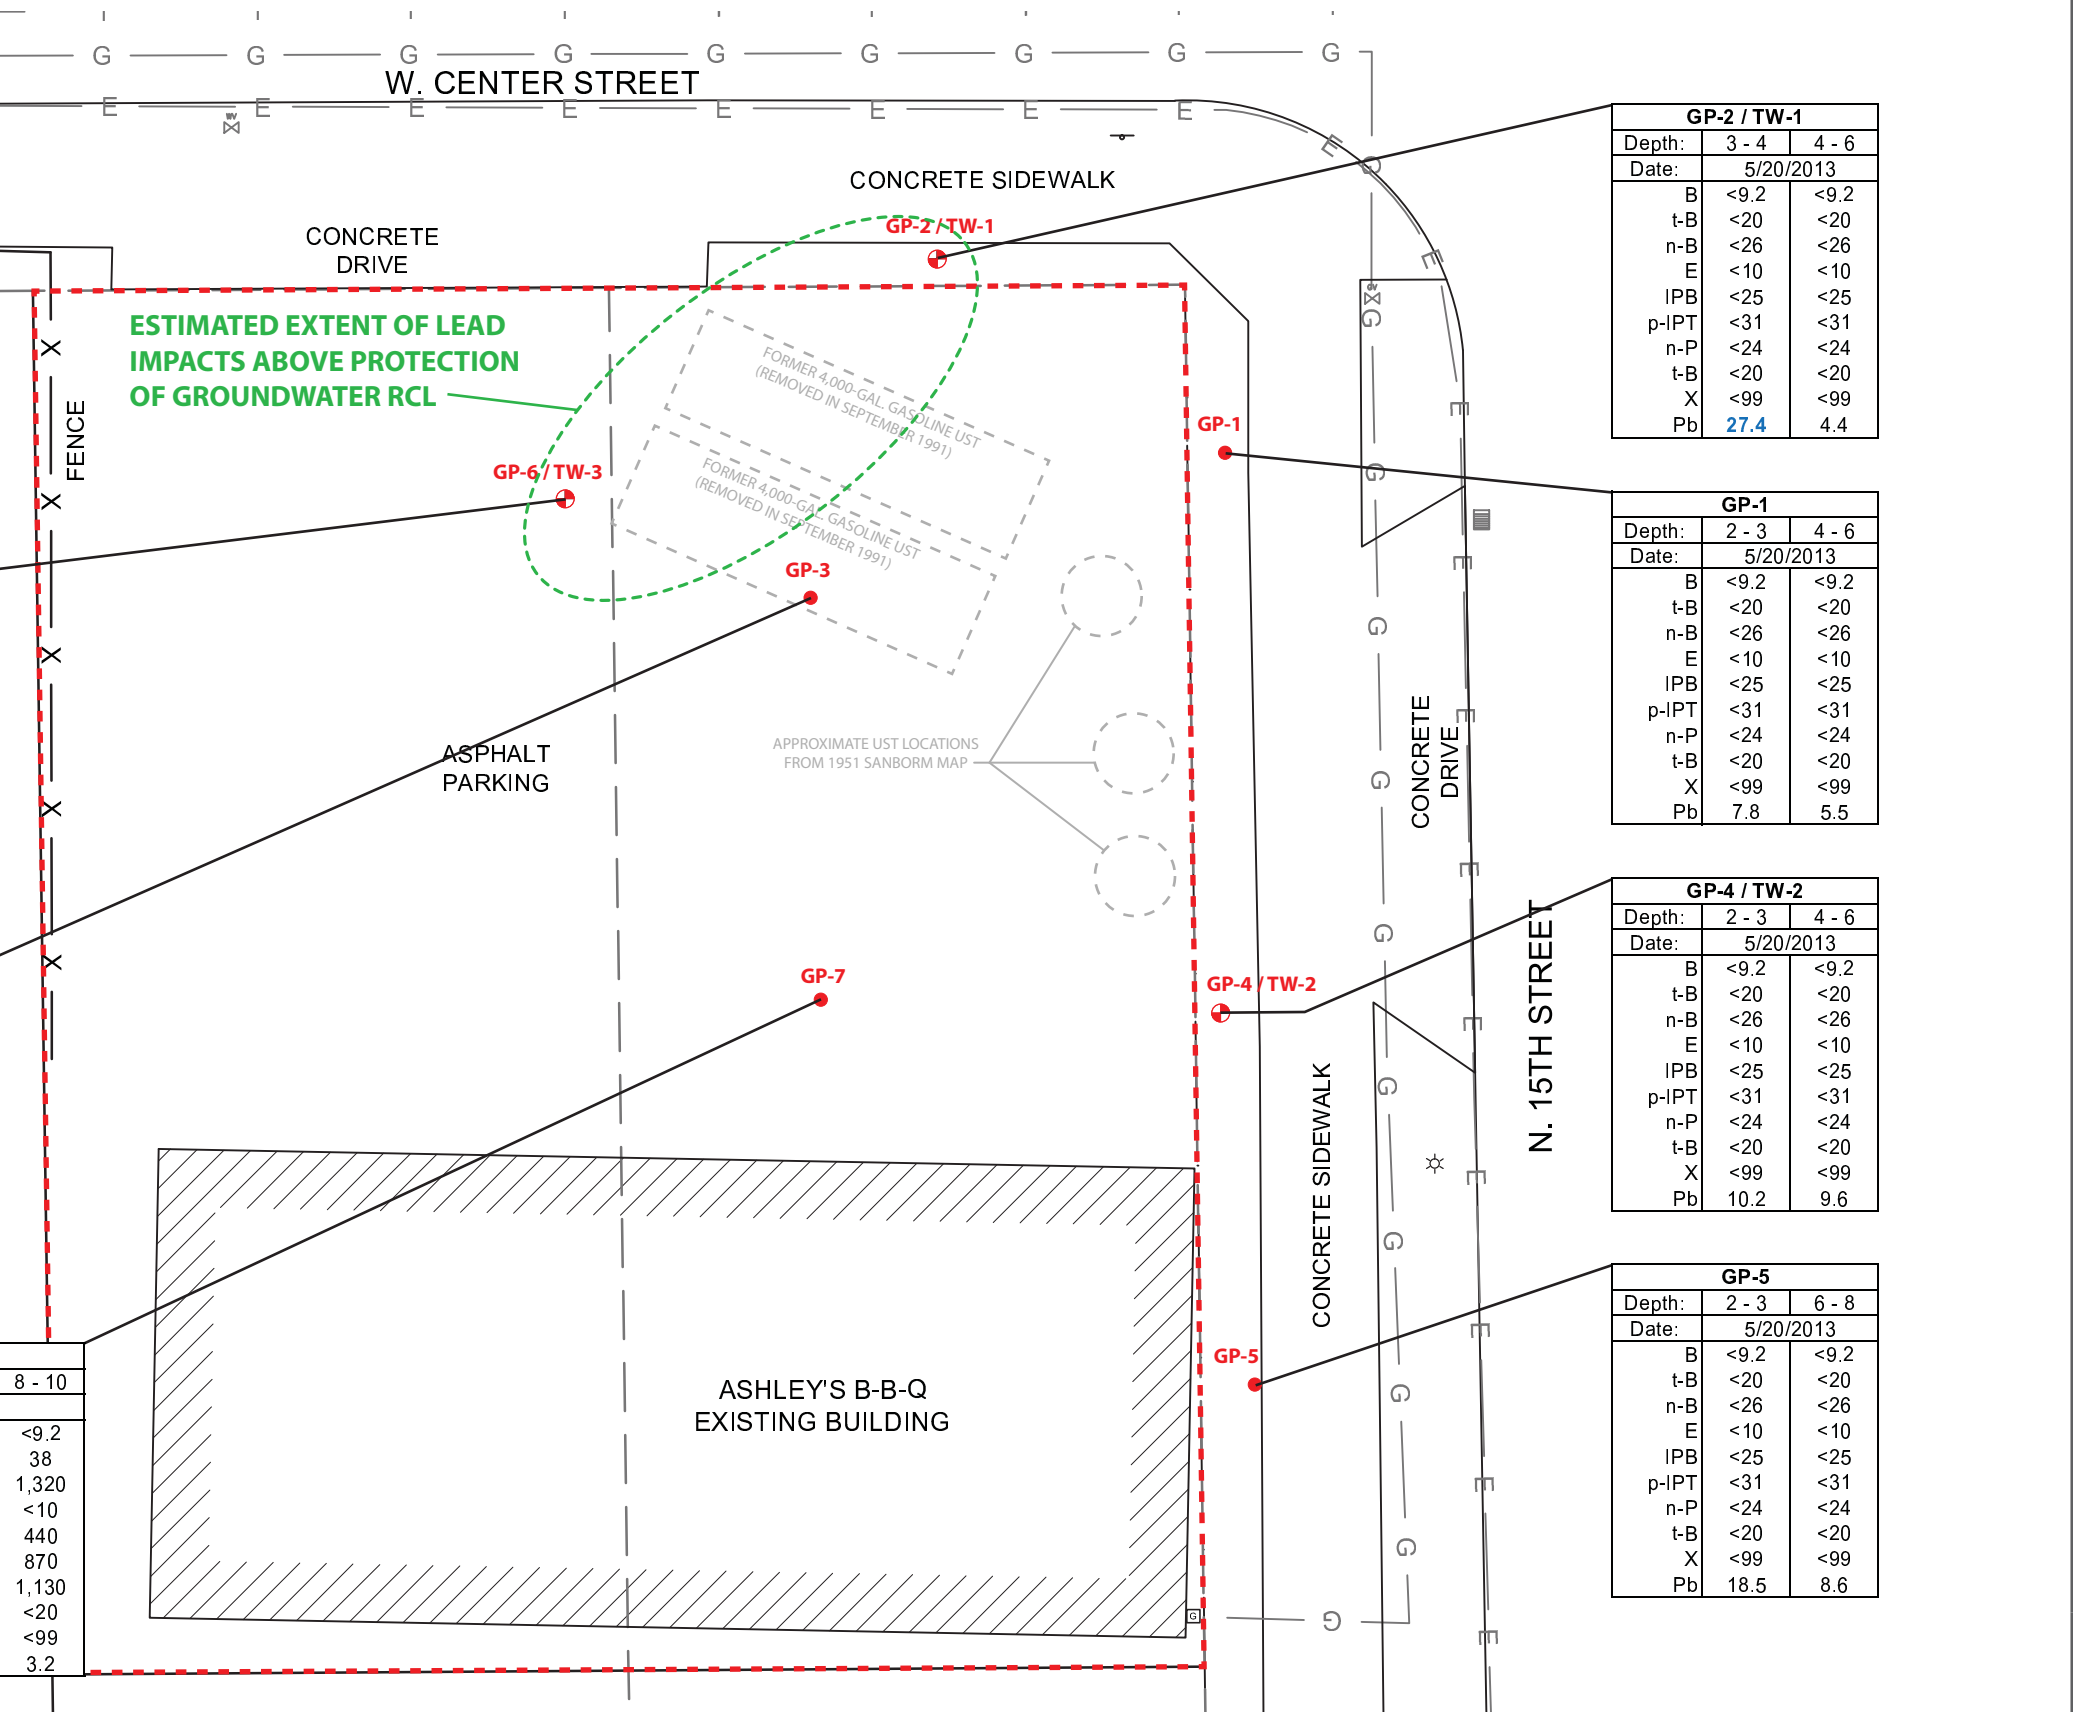 G G G G G G G G G
W. CENTER STREET
E E E E E E E E
WV
CONCRETE SIDEWALK
GP-2 / TW-1
CONCRETE
DRIVE
ESTIMATED EXTENT OF LEAD
IMPACTS ABOVE PROTECTION
OF GROUNDWATER RCL
FENCE
X
X
X
X
X
FORMER 4,000-GAL. GASOLINE UST
(REMOVED IN SEPTEMBER 1991)
FORMER 4,000-GAL. GASOLINE UST
(REMOVED IN SEPTEMBER 1991)
GP-1
GP-6 / TW-3
GP-3
ASPHALT
PARKING
APPROXIMATE UST LOCATIONS
FROM 1951 SANBORM MAP
GP-7
GP-4 / TW-2
CONCRETE
DRIVE
N. 15TH STREET
CONCRETE SIDEWALK
GP-5
ASHLEY'S B-B-Q
EXISTING BUILDING
G
G
E
E
G
G
G
G
G
G
G
G
G
G
G
E
E
E
E
E
E
E
E
E
GP-2 / TW-1
Depth: 3 - 4 4 - 6
Date: 5/20/2013
B <9.2 <9.2
t-B <20 <20
n-B <26 <26
E <10 <10
IPB <25 <25
p-IPT <31 <31
n-P <24 <24
t-B <20 <20
X <99 <99
Pb 27.4 4.4
GP-1
Depth: 2 - 3 4 - 6
Date: 5/20/2013
B <9.2 <9.2
t-B <20 <20
n-B <26 <26
E <10 <10
IPB <25 <25
p-IPT <31 <31
n-P <24 <24
t-B <20 <20
X <99 <99
Pb 7.8 5.5
GP-4 / TW-2
Depth: 2 - 3 4 - 6
Date: 5/20/2013
B <9.2 <9.2
t-B <20 <20
n-B <26 <26
E <10 <10
IPB <25 <25
p-IPT <31 <31
n-P <24 <24
t-B <20 <20
X <99 <99
Pb 10.2 9.6
GP-5
Depth: 2 - 3 6 - 8
Date: 5/20/2013
B <9.2 <9.2
t-B <20 <20
n-B <26 <26
E <10 <10
IPB <25 <25
p-IPT <31 <31
n-P <24 <24
t-B <20 <20
X <99 <99
Pb 18.5 8.6
8 - 10
<9.2
38
1,320
<10
440
870
1,130
<20
<99
3.2